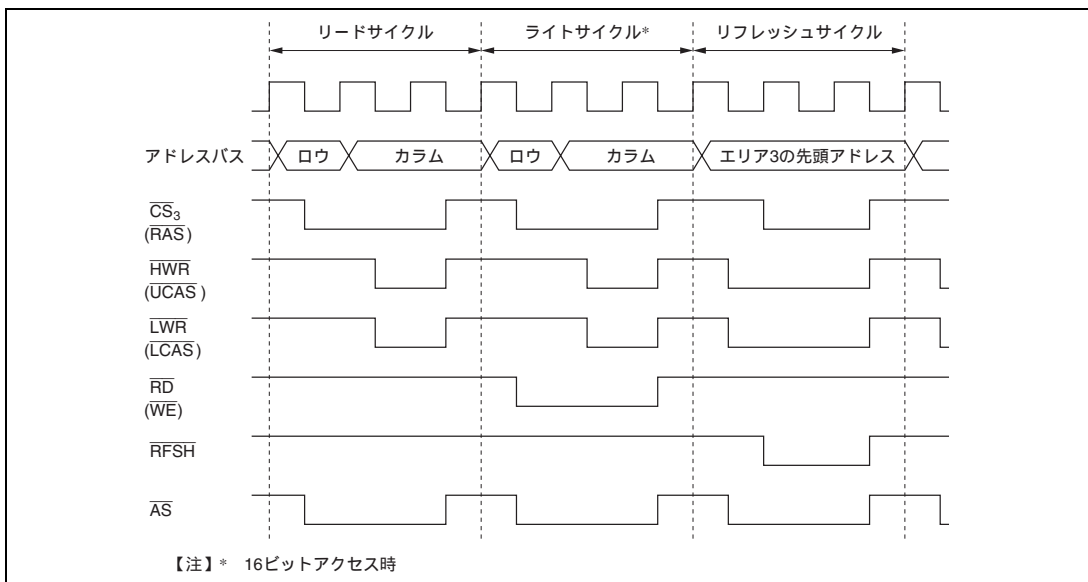 リードサイクル ライトサイクル* リフレッシュサイクル
アドレスバス ロウ カラム ロウ カラム エリア3の先頭アドレス
CS₃
(RAS)
HWR
(UCAS)
LWR
(LCAS)
RD
(WE)
RFSH
AS
【注】* 16ビットアクセス時